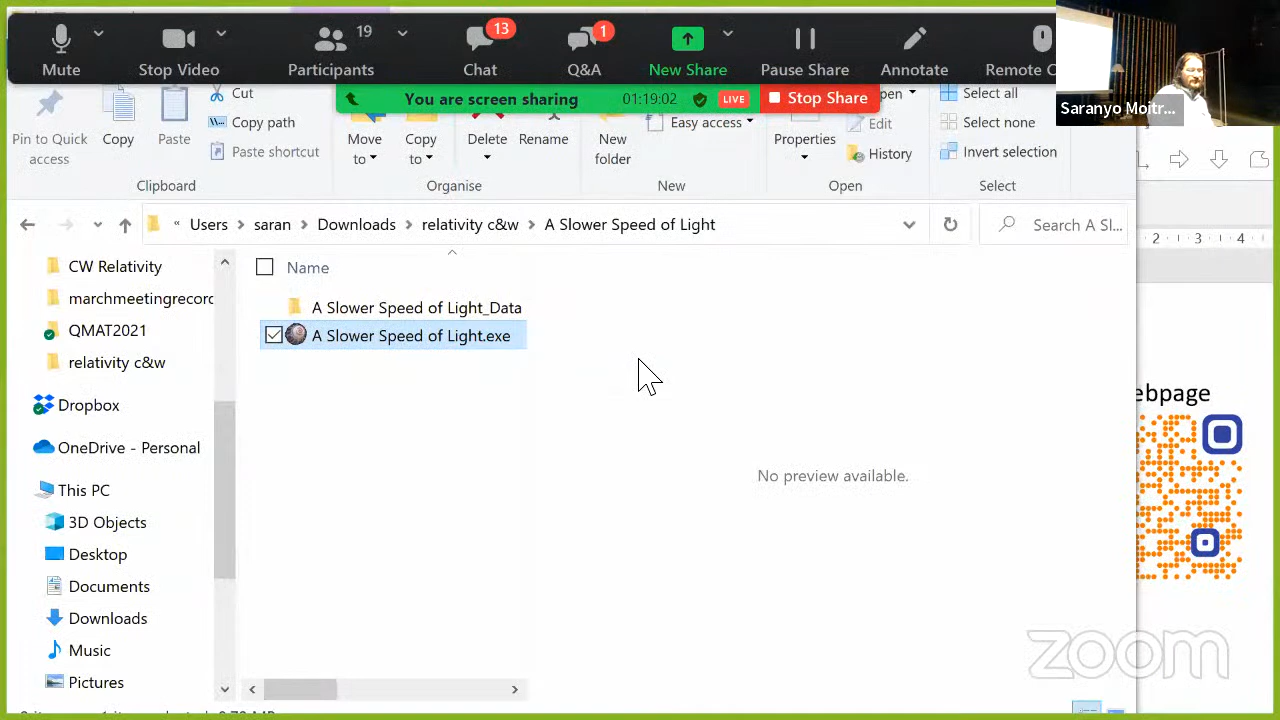 Mute
Stop Video
Participants
19
Chat
13
Q&A
1
New Share
Pause Share
Annotate
Remote C
Saranyo Moitr...
You are screen sharing
01:19:02
LIVE
Stop Share
Pin to Quick access
Copy
Paste
Cut
Copy path
Paste shortcut
Clipboard
Move to
Copy to
Delete
Rename
Organise
New folder
Easy access
New
Properties
Edit
History
Open
Select all
Select none
Invert selection
Select
« Users > saran > Downloads > relativity c&w > A Slower Speed of Light
Search A Sl...
2 3 4
CW Relativity
marchmeetingrecord
QMAT2021
relativity c&w
Dropbox
OneDrive - Personal
This PC
3D Objects
Desktop
Documents
Downloads
Music
Pictures
Name
A Slower Speed of Light_Data
A Slower Speed of Light.exe
No preview available.
ebpage
zoom